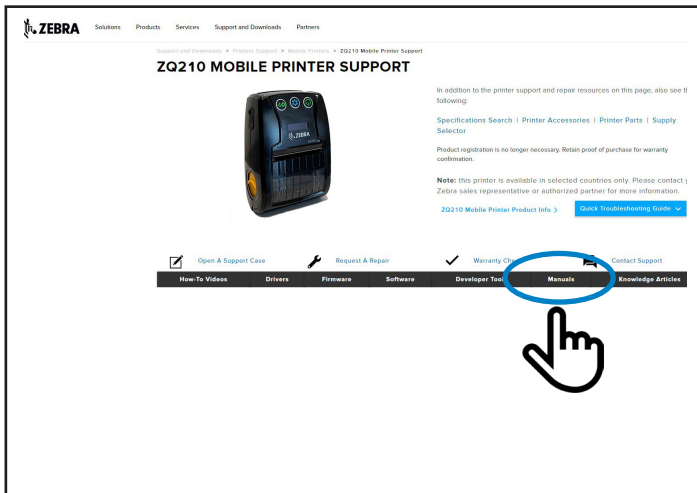 ZEBRA
Solutions Products Services Support and Downloads Partners
Support and Downloads > Printers Support > Mobile Printers > ZQ210 Mobile Printer Support
ZQ210 MOBILE PRINTER SUPPORT
In addition to the printer support and repair resources on this page, also see th
following:
Specifications Search | Printer Accessories | Printer Parts | Supply
Selector
Product registration is no longer necessary. Retain proof of purchase for warranty
confirmation.
Note: this printer is available in selected countries only. Please contact y
Zebra sales representative or authorized partner for more information.
ZQ210 Mobile Printer Product Info > Quick Troubleshooting Guide
ZEBRA
Open A Support Case Request A Repair Warranty Che Contact Support
How-To Videos Drivers Firmware Software Developer Tool Manuals Knowledge Articles